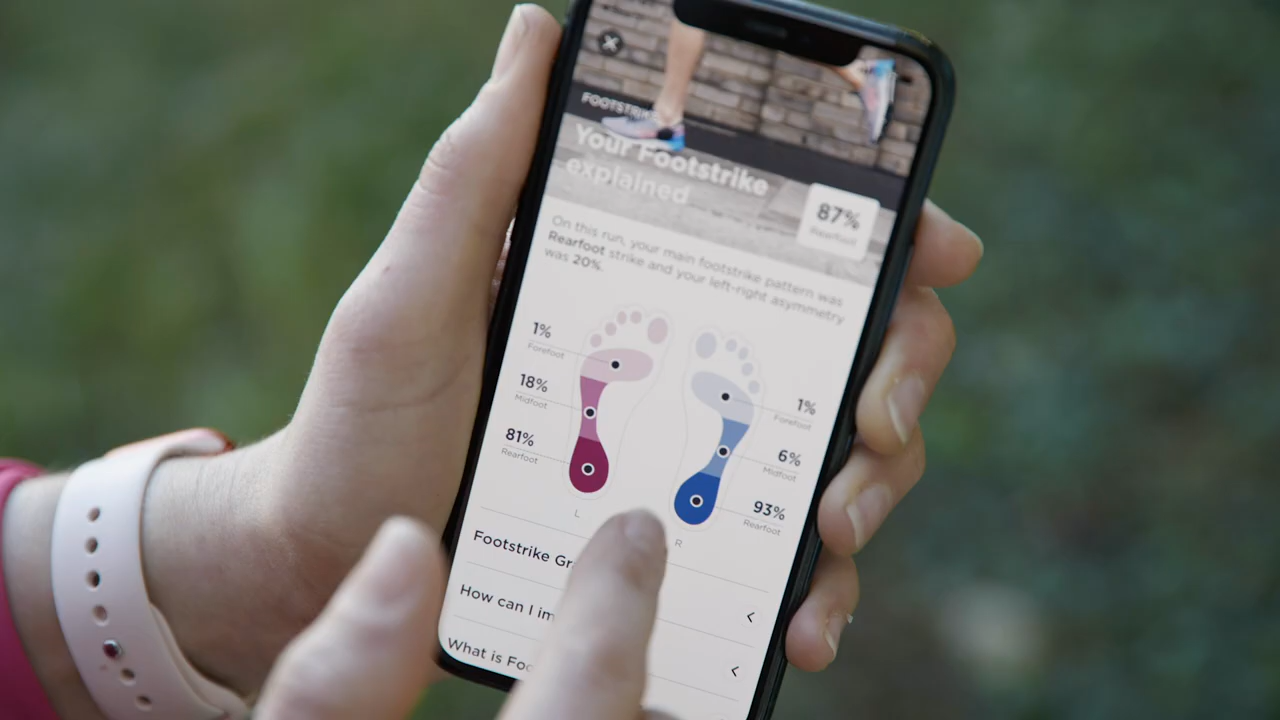 FOOTSTRIKE
Your Footstrike
explained
87%
Rearfoot
On this run, your main footstrike pattern was
Rearfoot strike and your left-right asymmetry
was 20%.
1%
Forefoot
18%
Midfoot
81%
Rearfoot
1%
Forefoot
6%
Midfoot
93%
Rearfoot
L
R
Footstrike Gr
How can I im
What is Foo